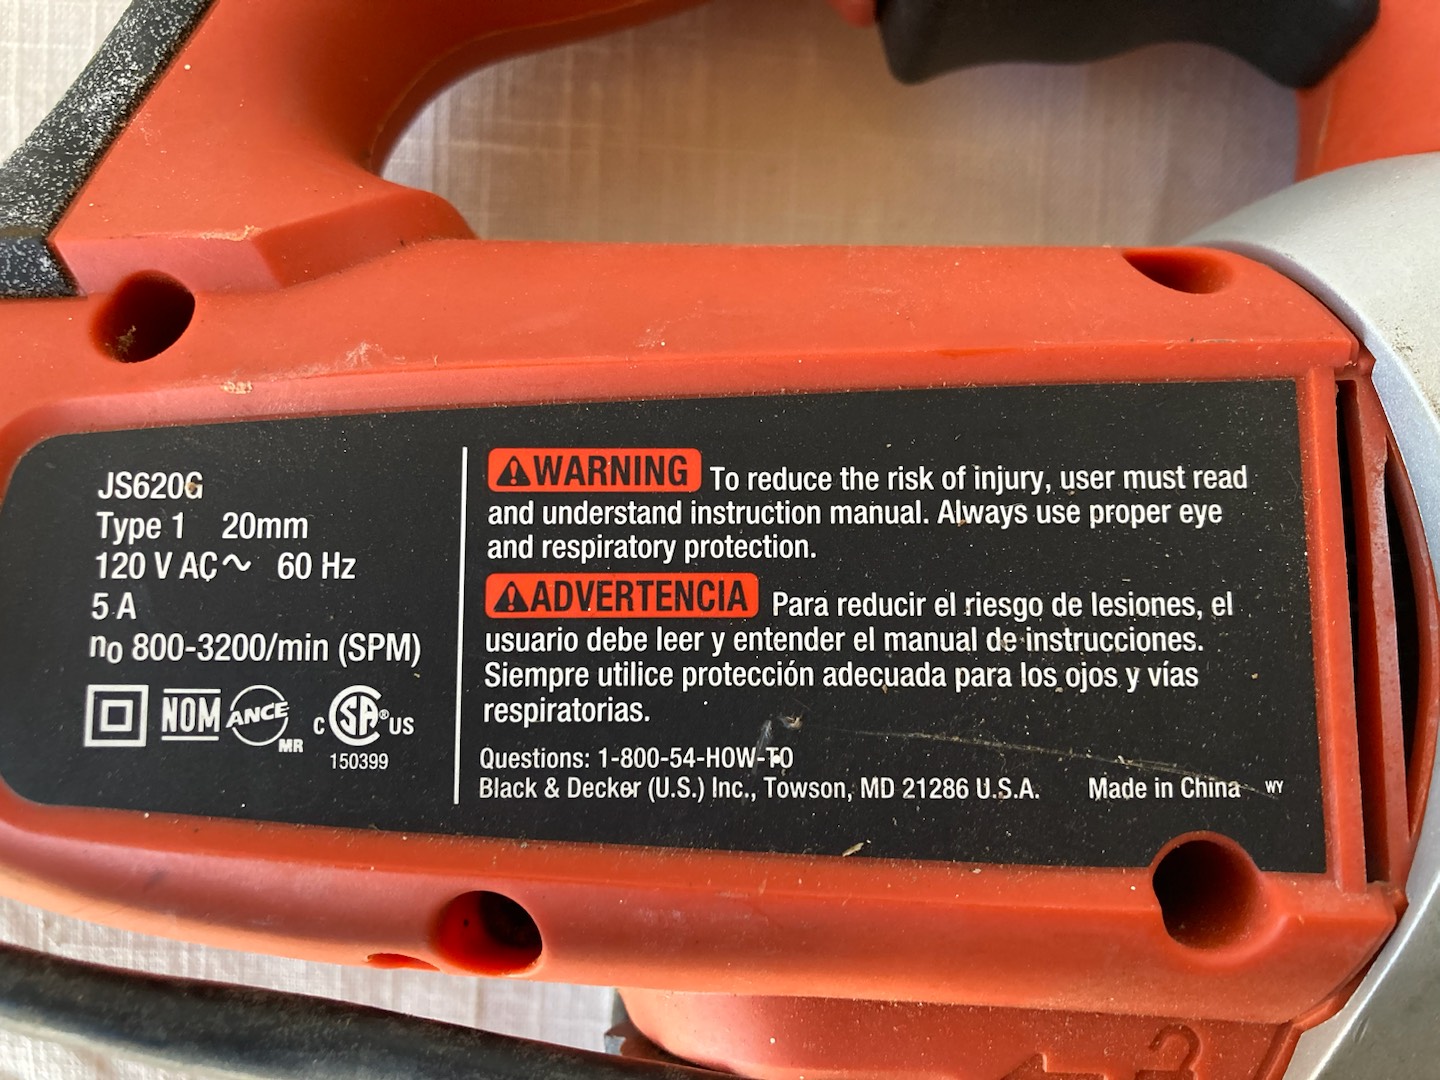 JS620G
Type 1 20mm
120 V AC~ 60 Hz
5 A
n₀ 800-3200/min (SPM)
NOM ANCE MR C SA® US
150399
WARNING To reduce the risk of injury, user must read
and understand instruction manual. Always use proper eye
and respiratory protection.
ADVERTENCIA Para reducir el riesgo de lesiones, el
usuario debe leer y entender el manual de instrucciones.
Siempre utilice protección adecuada para los ojos y vías
respiratorias.
Questions: 1-800-54-HOW-TO
Black & Decker (U.S.) Inc., Towson, MD 21286 U.S.A. Made in China WY